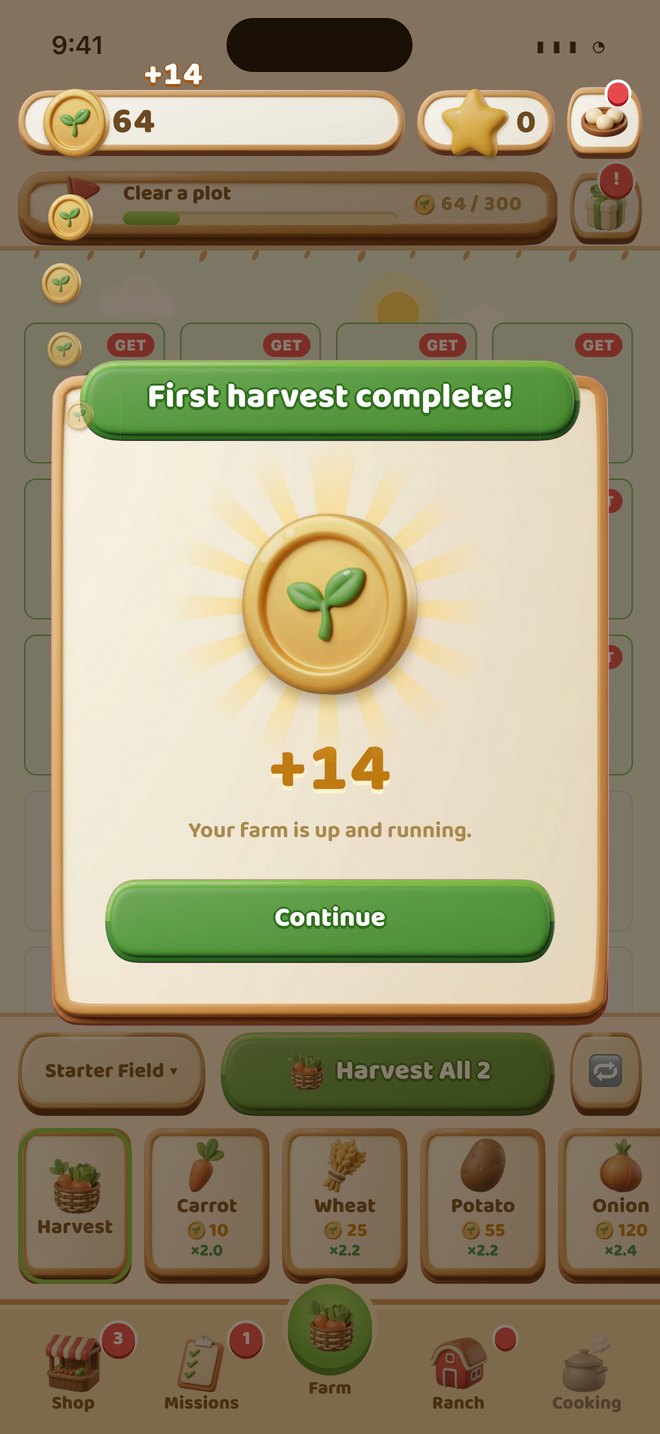 9:41
+14
64
0
Clear a plot
64 / 300
!
GET
GET
GET
GET
First harvest complete!
+14
Your farm is up and running.
Continue
Starter Field ▾
Harvest All 2
Harvest
Carrot
10
×2.0
Wheat
25
×2.2
Potato
55
×2.2
Onion
120
×2.4
3
1
Shop
Missions
Farm
Ranch
Cooking